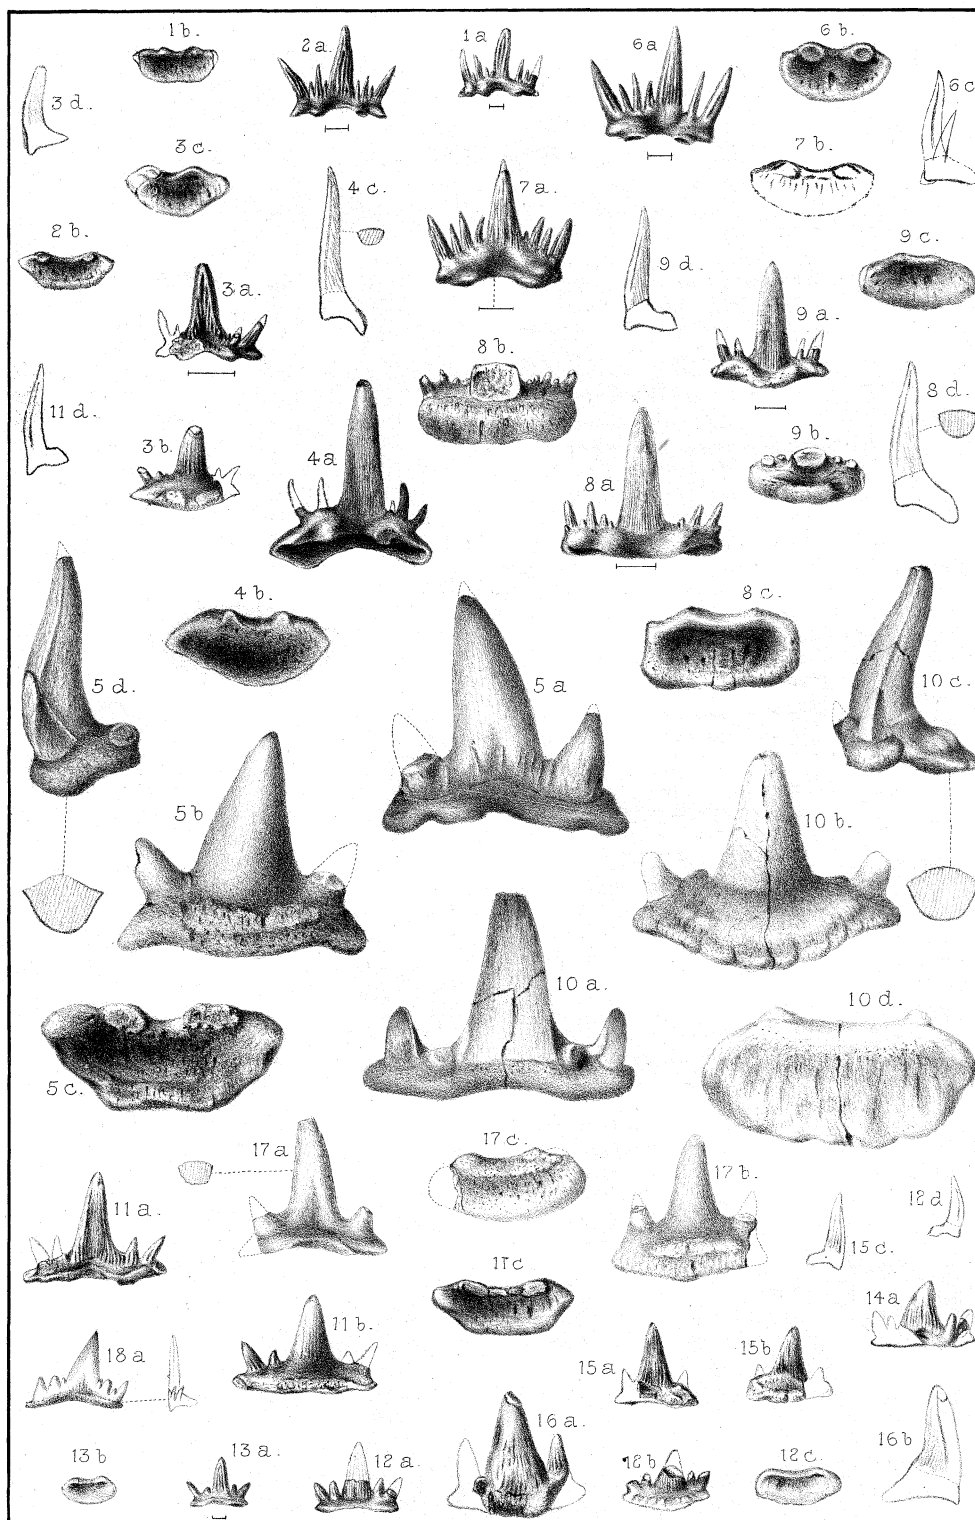 1 b.
2 a.
1 a
6 a
6 b.
3 d.
6 c
3 c.
4 c.
7 a.
7 b.
2 b.
9 d.
9 c.
3 a.
9 a.
8 b.
11 d.
8 d.
3 b.
4 a
8 a
9 b.
4 b.
8 c.
5 d.
5 a
10 c.
5 b
10 b.
10 a.
10 d.
5 c.
17 a
17 c.
17 b.
11 a.
12 d
15 c.
11 c
14 a
11 b.
18 a
15 a
15 b
16 a.
13 b
13 a.
12 a.
12 b
12 c
16 b